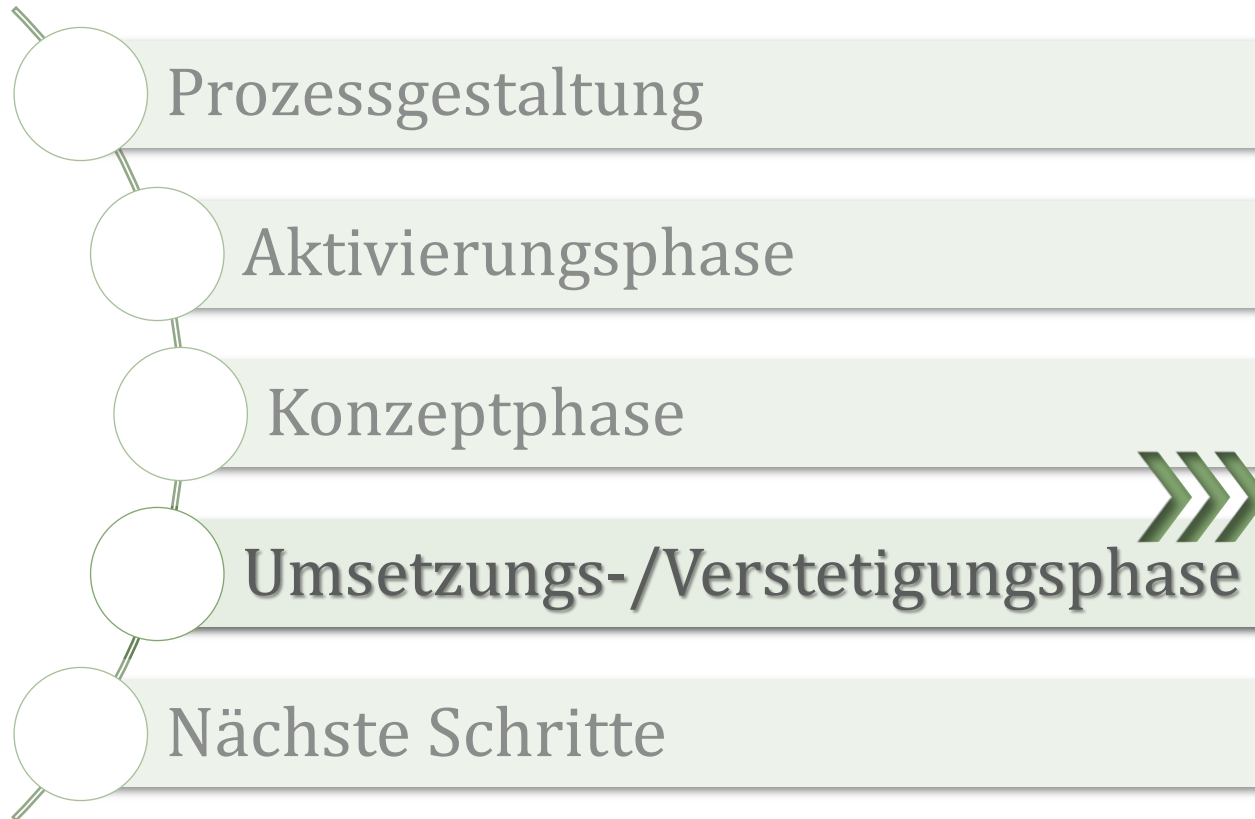 Prozessgestaltung
Aktivierungsphase
Konzeptphase
Umsetzungs-/Verstetigungsphase
Nächste Schritte